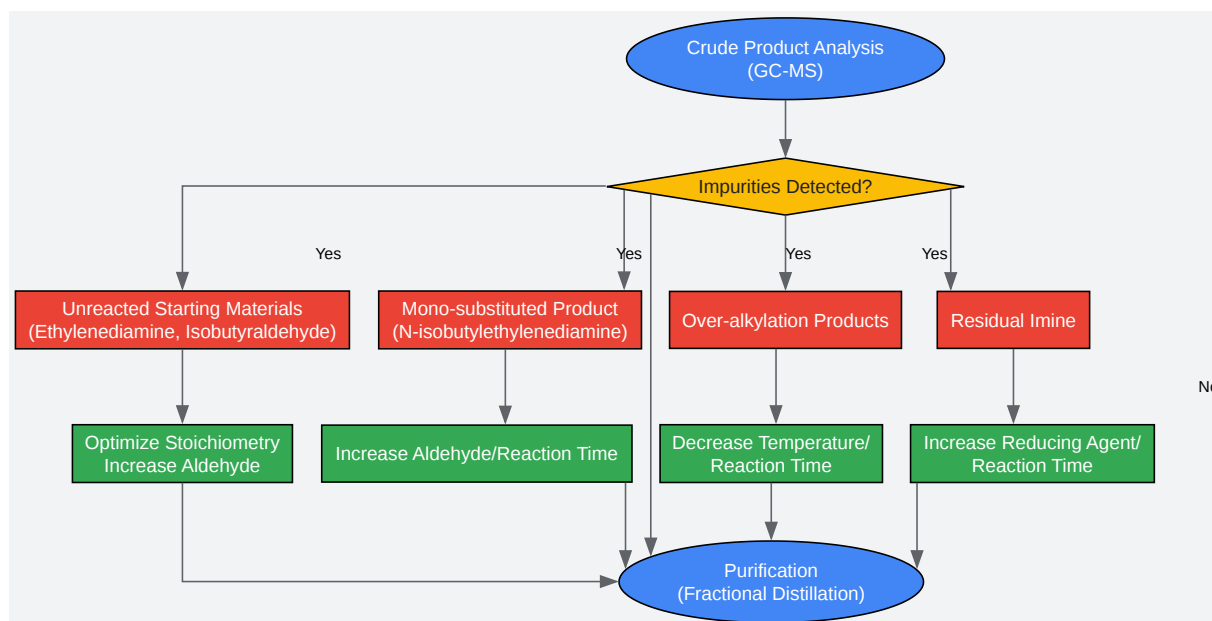 Crude Product Analysis
(GC-MS)
Impurities Detected?
Yes
Yes
Yes
Yes
Unreacted Starting Materials
(Ethylenediamine, Isobutyraldehyde)
Mono-substituted Product
(N-isobutylethylenediamine)
Over-alkylation Products
Residual Imine
Optimize Stoichiometry
Increase Aldehyde
Increase Aldehyde/Reaction Time
Decrease Temperature/
Reaction Time
Increase Reducing Agent/
Reaction Time
Purification
(Fractional Distillation)